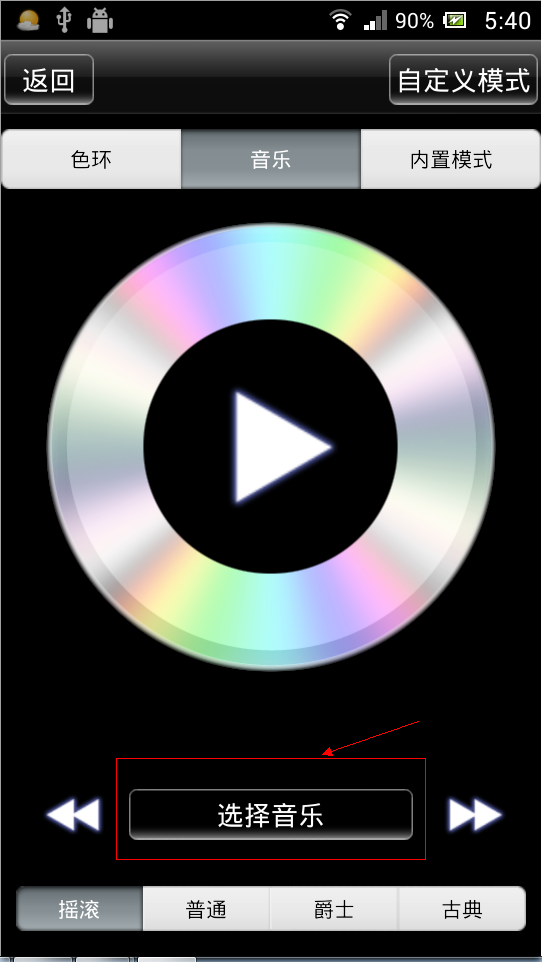 90% 5:40
返回 自定义模式
色环 音乐 内置模式
选择音乐
摇滚 普通 爵士 古典